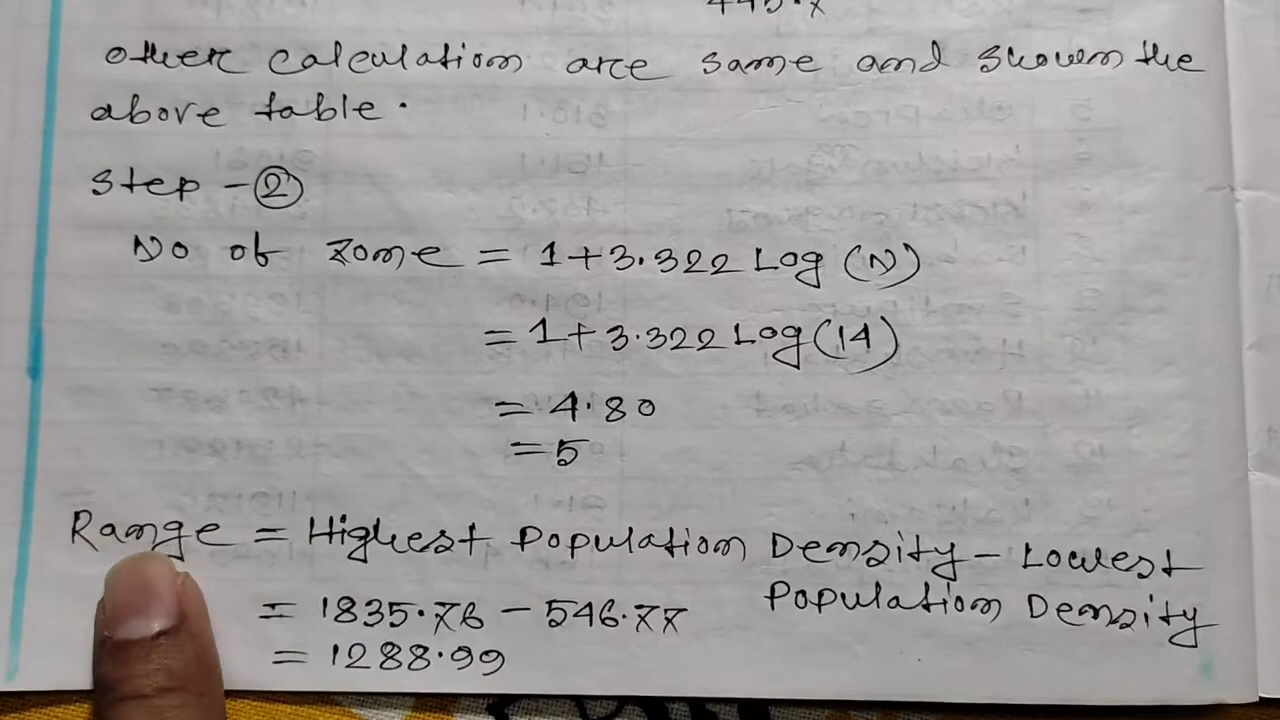 other calculation are same and shown the
above table.
Step - ②
No of zone = 1+3.322 Log (N)
= 1+3.322 Log(14)
= 4.80
= 5
Range = Highest Population Density - Lowest
Population Density
= 1835.76 - 546.77
= 1288.99